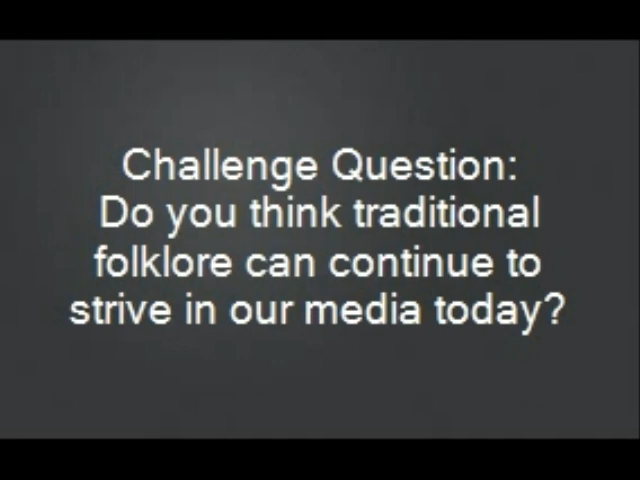 Challenge Question:
Do you think traditional
folklore can continue to
strive in our media today?